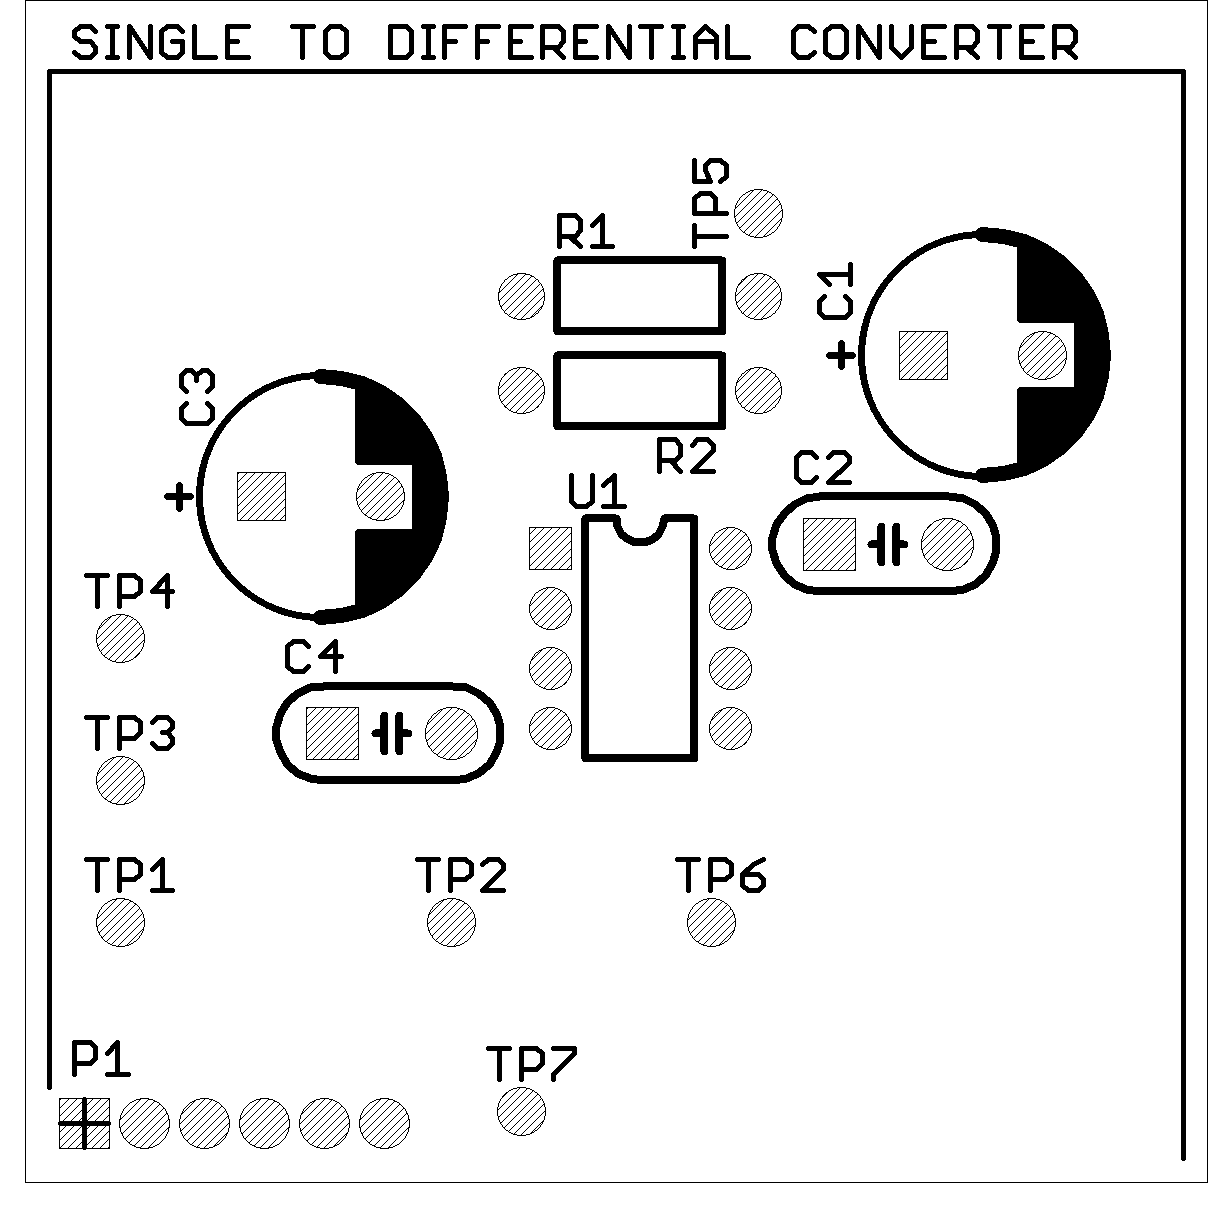 SINGLE TO DIFFERENTIAL CONVERTER
TP5
R1
C1
+
C3
R2
C2
U1
+
TP4
C4
TP3
TP1 TP2 TP6
P1
TP7